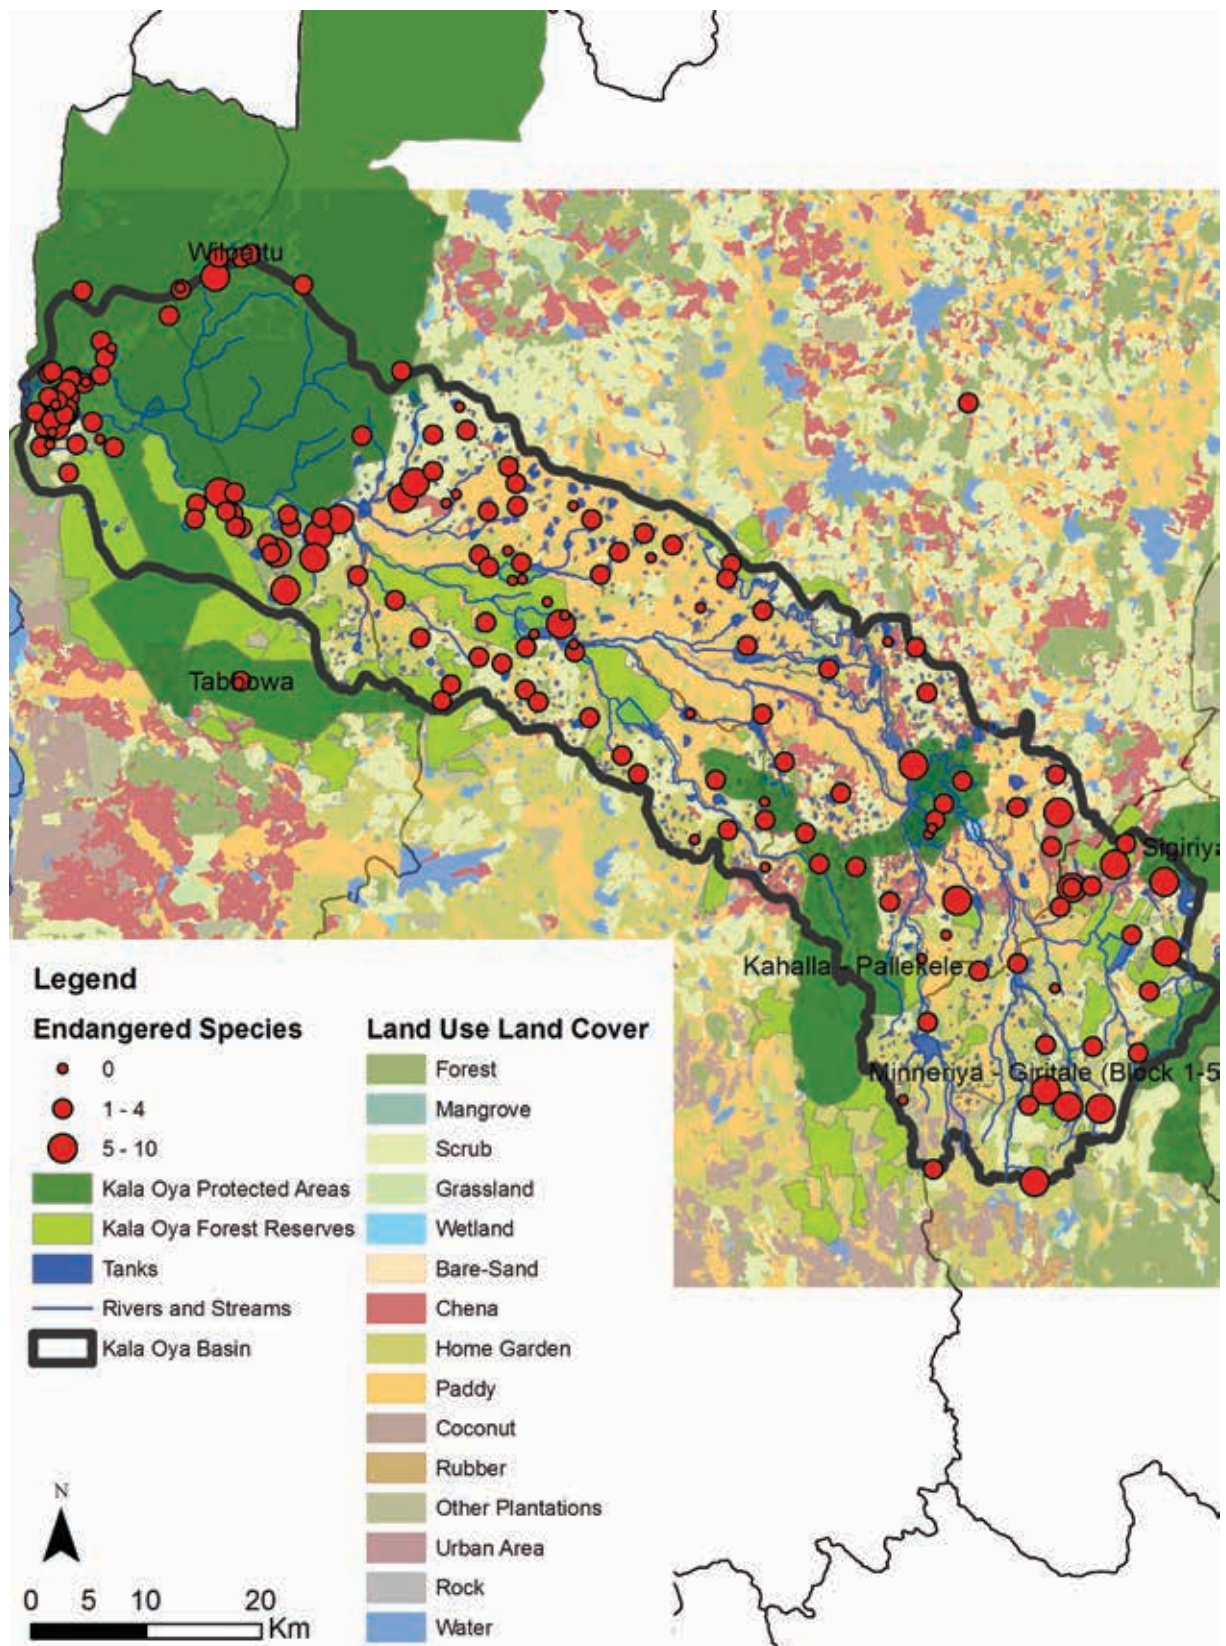 Wilpattu
Tabbowa
Sigiriya
Kahalla - Pallekele
Minneriya - Giritale (Block 1-5
Legend
Endangered Species
0
1 - 4
5 - 10
Kala Oya Protected Areas
Kala Oya Forest Reserves
Tanks
Rivers and Streams
Kala Oya Basin
Land Use Land Cover
Forest
Mangrove
Scrub
Grassland
Wetland
Bare-Sand
Chena
Home Garden
Paddy
Coconut
Rubber
Other Plantations
Urban Area
Rock
Water
N
0 5 10 20
Km